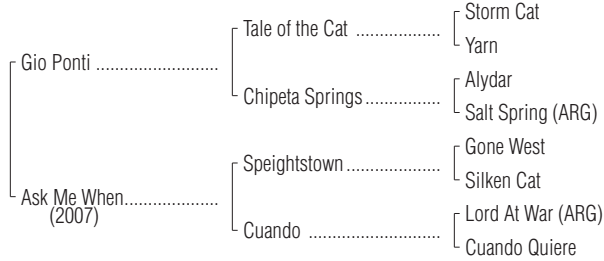 Storm Cat
Tale of the Cat ..................
Yarn
Gio Ponti ..........................
Alydar
Chipeta Springs ................
Salt Spring (ARG)
Gone West
Speightstown ....................
Silken Cat
Ask Me When ....................
(2007)
Lord At War (ARG)
Cuando ............................
Cuando Quiere